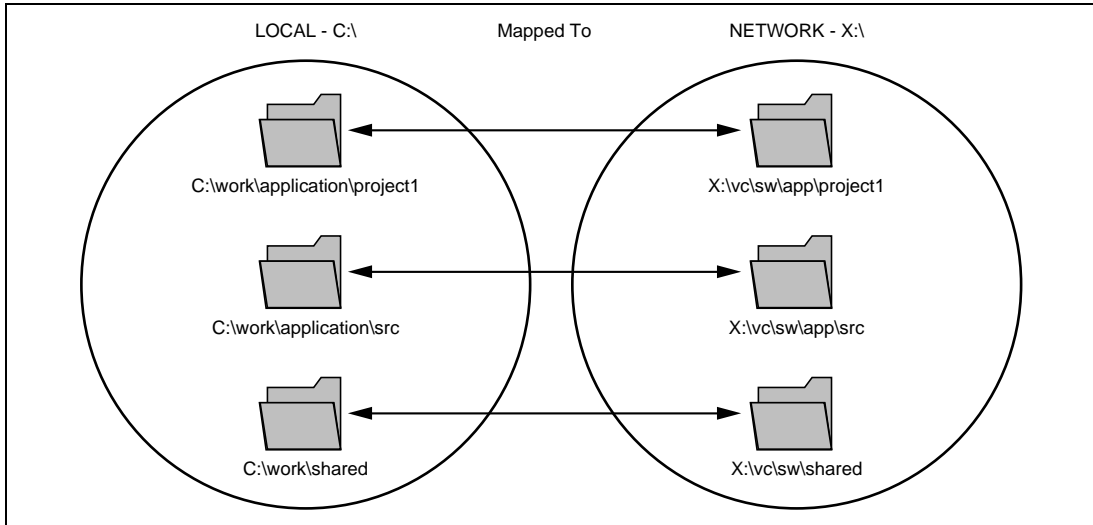 LOCAL - C:\ Mapped To NETWORK - X:\
C:\work\application\project1 X:\vc\sw\app\project1
C:\work\application\src X:\vc\sw\app\src
C:\work\shared X:\vc\sw\shared